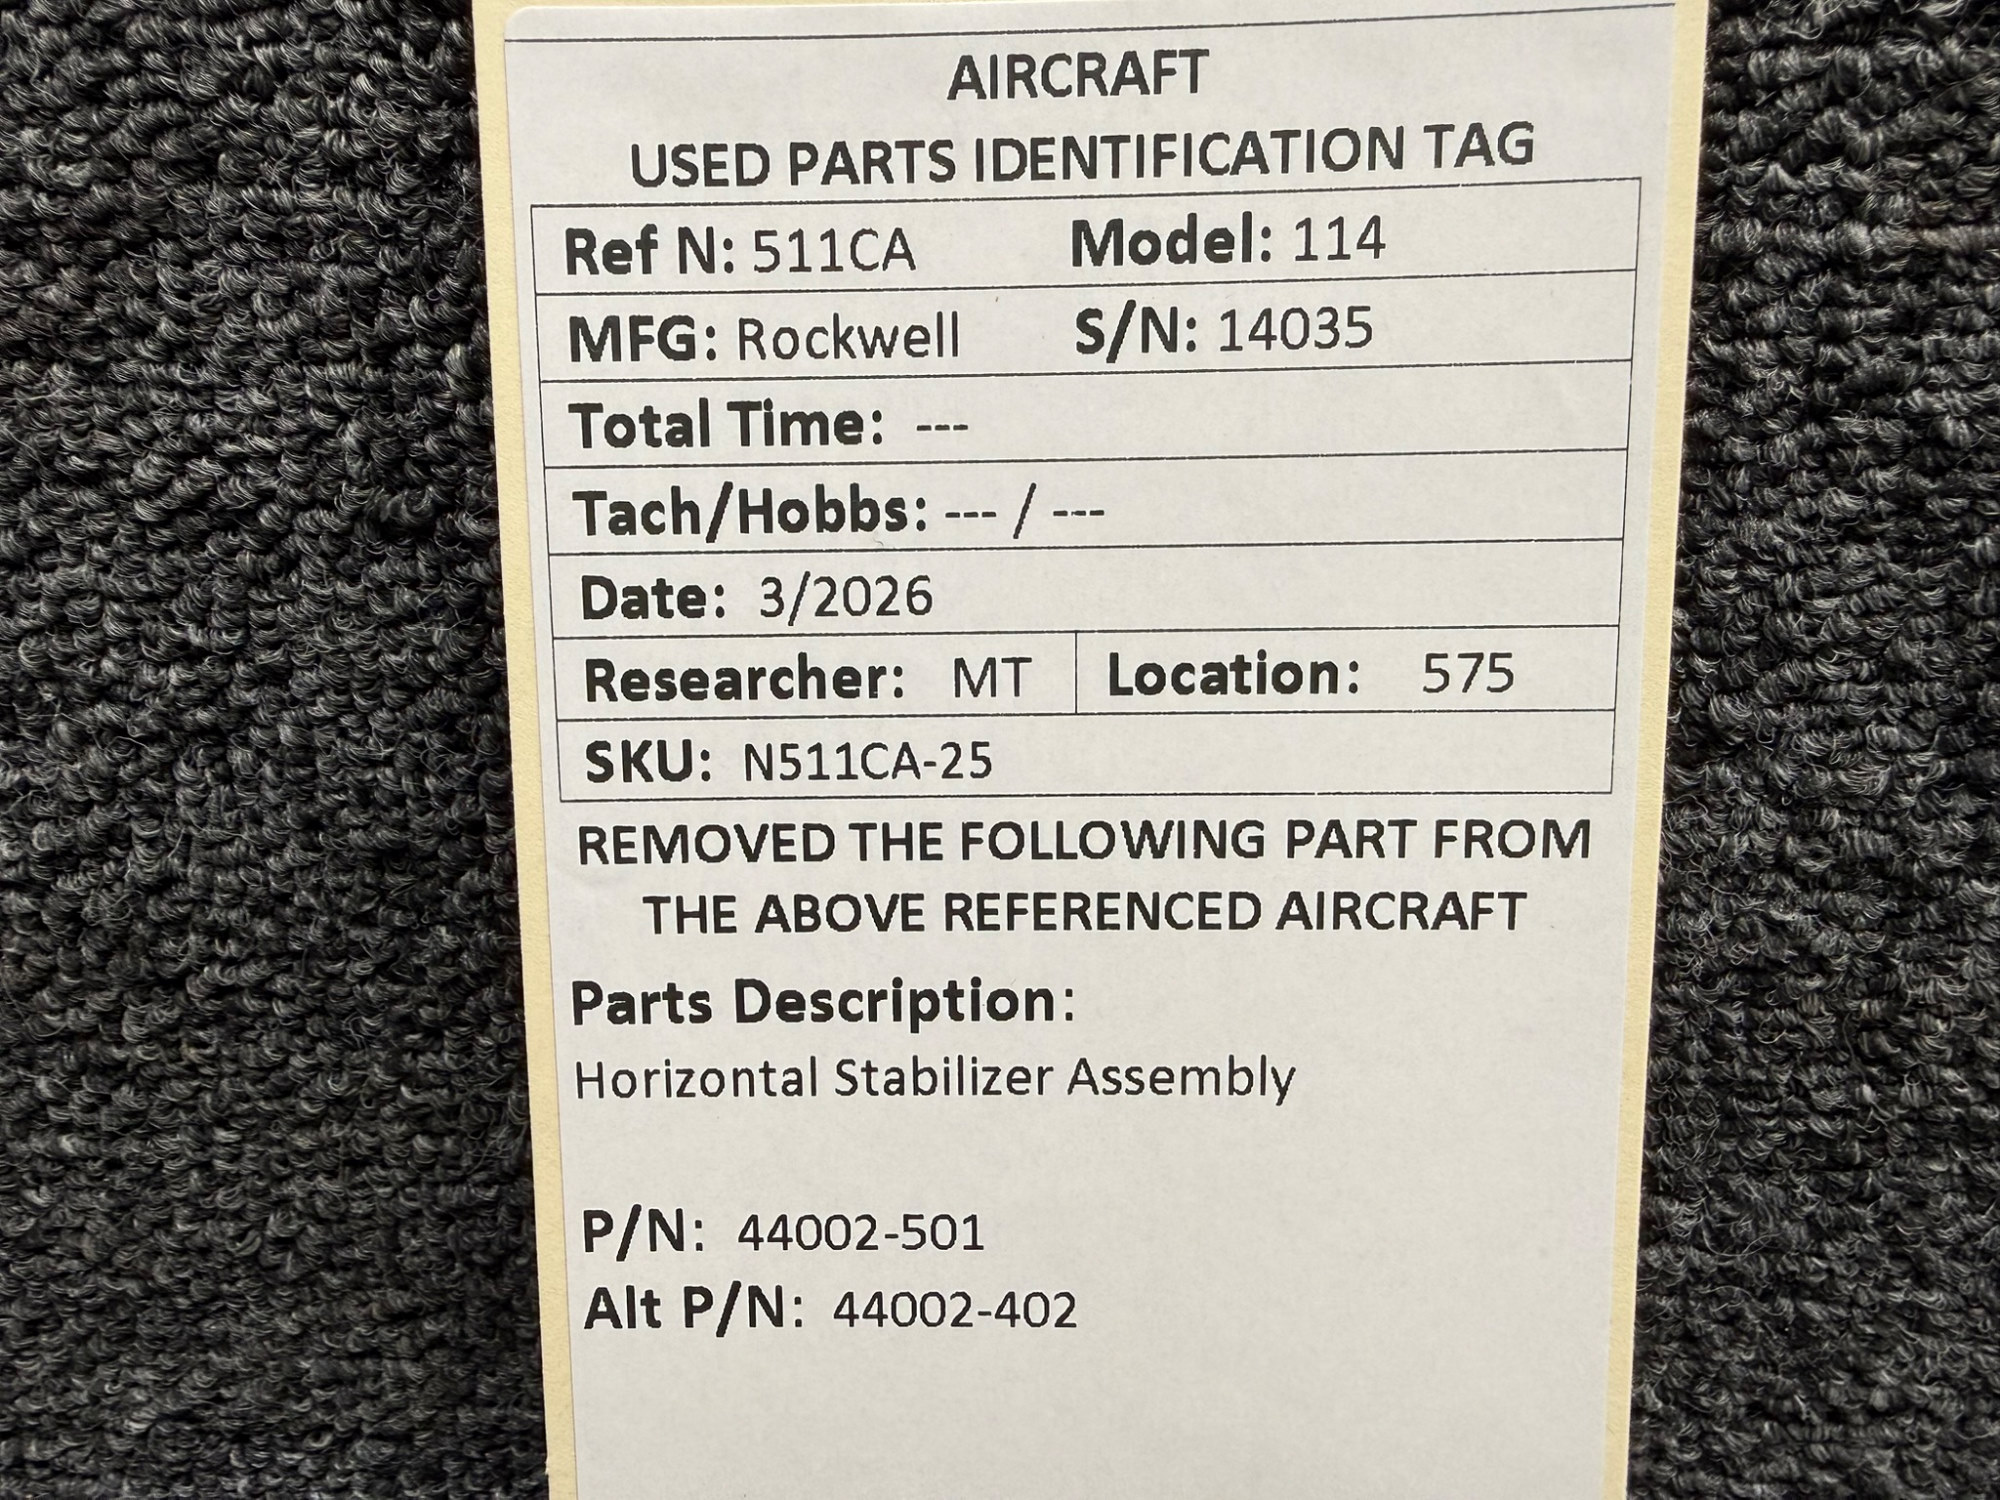 AIRCRAFT
USED PARTS IDENTIFICATION TAG
Ref N: 511CA Model: 114
MFG: Rockwell S/N: 14035
Total Time: ---
Tach/Hobbs: --- / ---
Date: 3/2026
Researcher: MT Location: 575
SKU: N511CA-25
REMOVED THE FOLLOWING PART FROM
THE ABOVE REFERENCED AIRCRAFT
Parts Description:
Horizontal Stabilizer Assembly
P/N: 44002-501
Alt P/N: 44002-402